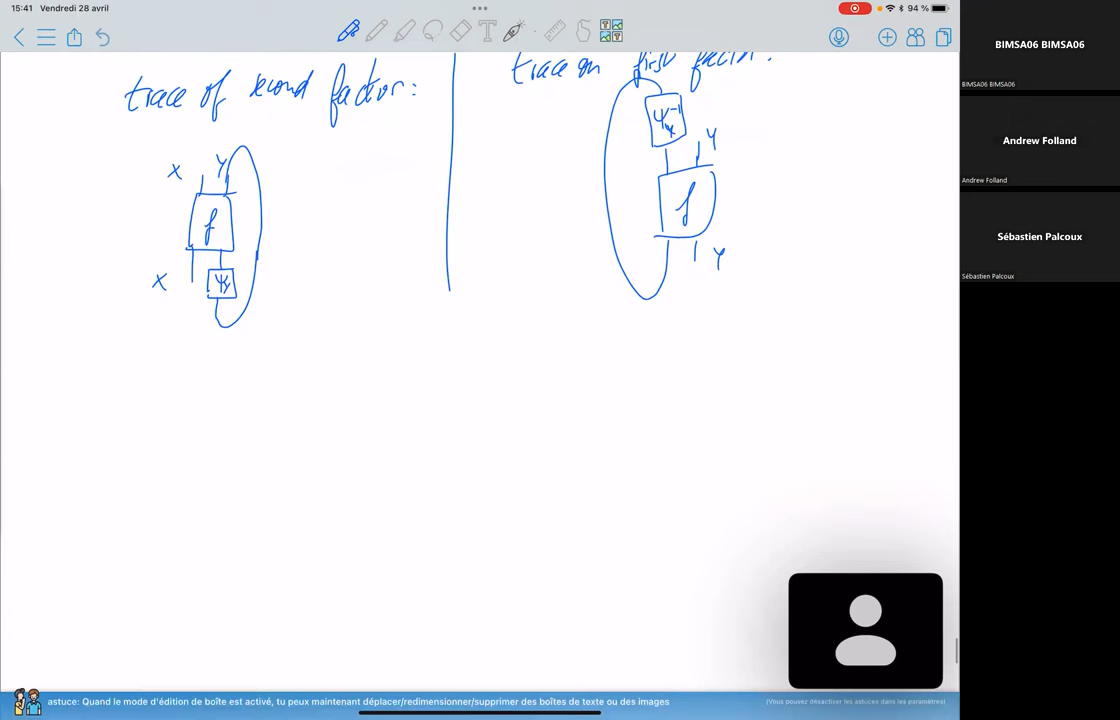 15:41 Vendredi 28 avril
94 %
trace of second factor:
trace on first factor:
X Y
f
X
ψy
ψx⁻¹
Y
f
Y
BIMSA06 BIMSA06
BIMSA06 BIMSA06
Andrew Folland
Andrew Folland
Sébastien Palcoux
Sébastien Palcoux
astuce: Quand le mode d'édition de boîte est activé, tu peux maintenant déplacer/redimensionner/supprimer des boîtes de texte ou des images
(Vous pouvez désactiver les astuces dans les paramètres)